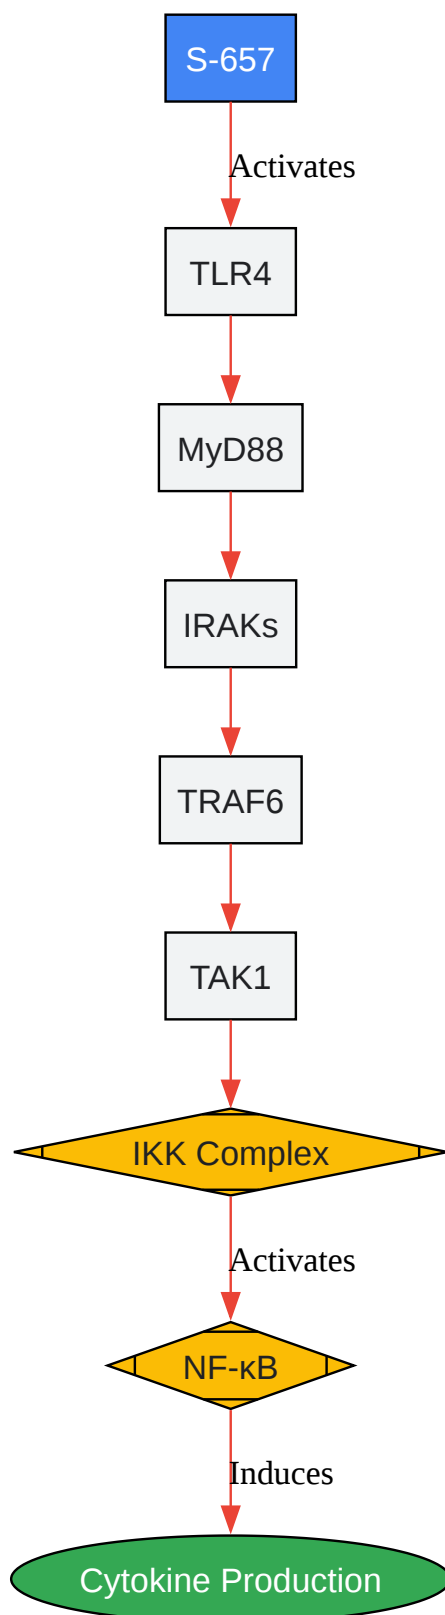 S-657
Activates
TLR4
MyD88
IRAKs
TRAF6
TAK1
IKK Complex
Activates
NF-κB
Induces
Cytokine Production